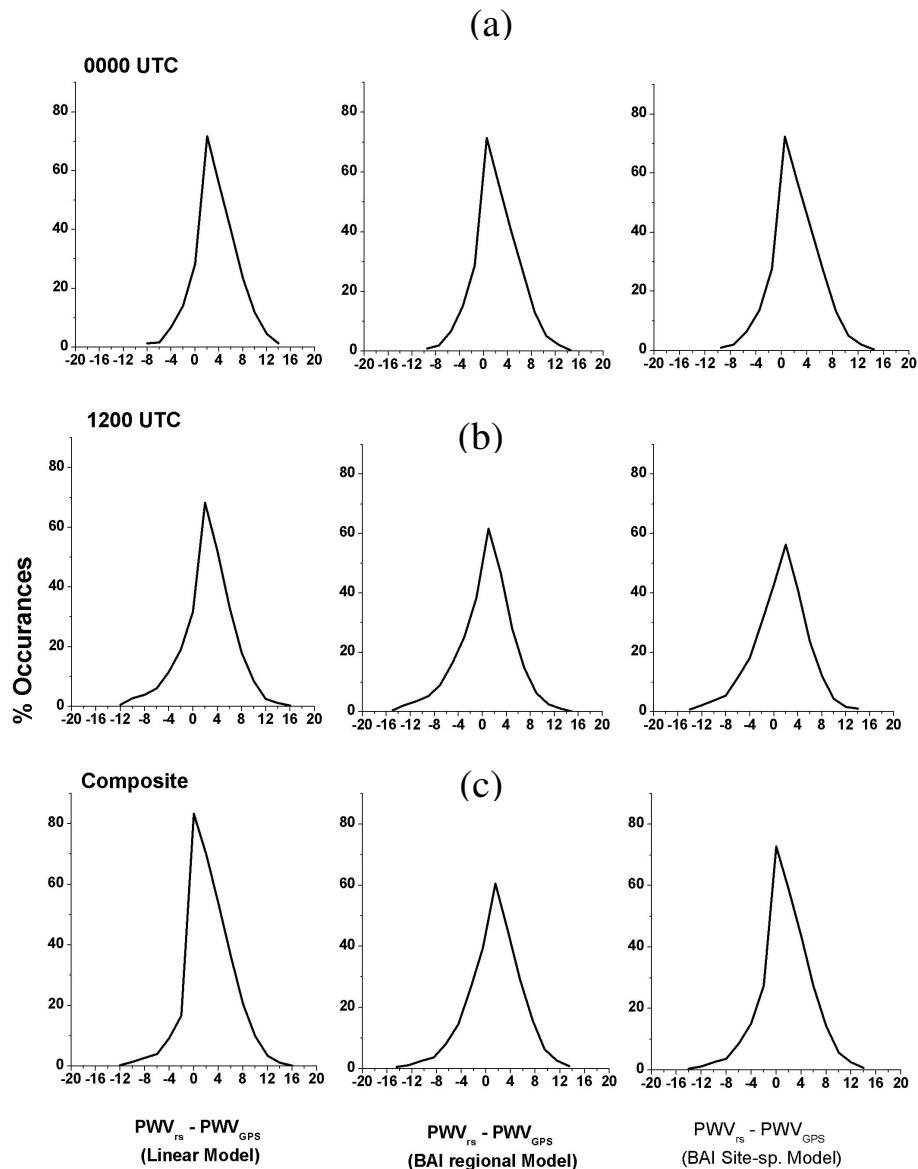 (a)
0000 UTC
80
60
40
20
0
-20 -16 -12 -8 -4 0 4 8 12 16 20
80
60
40
20
0
-20 -16 -12 -8 -4 0 4 8 12 16 20
80
60
40
20
0
-20 -16 -12 -8 -4 0 4 8 12 16 20
1200 UTC
(b)
% Occurances
80
60
40
20
0
-20 -16 -12 -8 -4 0 4 8 12 16 20
80
60
40
20
0
-20 -16 -12 -8 -4 0 4 8 12 16 20
80
60
40
20
0
-20 -16 -12 -8 -4 0 4 8 12 16 20
Composite
(c)
80
60
40
20
0
-20 -16 -12 -8 -4 0 4 8 12 16 20
80
60
40
20
0
-20 -16 -12 -8 -4 0 4 8 12 16 20
80
60
40
20
0
-20 -16 -12 -8 -4 0 4 8 12 16 20
PWVrs - PWVGPS
(Linear Model)
PWVrs - PWVGPS
(BAI regional Model)
PWVrs - PWVGPS
(BAI Site-sp. Model)